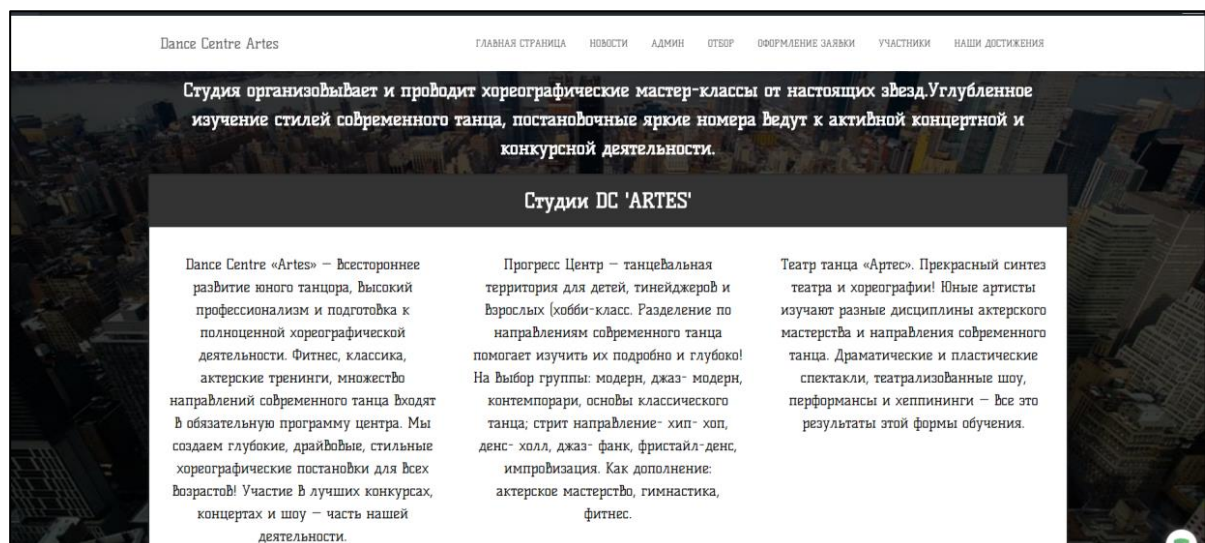 Dance Centre Artes
ГЛАВНАЯ СТРАНИЦА НОВОСТИ АДМИН ОТБОР ОФОРМЛЕНИЕ ЗАЯВКИ УЧАСТНИКИ НАШИ ДОСТИЖЕНИЯ
Студия организовывает и проводит хореографические мастер-классы от настоящих звезд.Углубленное
изучение стилей современного танца, постановочные яркие номера ведут к активной концертной и
конкурсной деятельности.
Студии DC 'ARTES'
Dance Centre «Artes» — всестороннее
развитие юного танцора, высокий
профессионализм и подготовка к
полноценной хореографической
деятельности. Фитнес, классика,
актерские тренинги, множество
направлений современного танца входят
в обязательную программу центра. Мы
создаем глубокие, драйвовые, стильные
хореографические постановки для всех
возрастов! Участие в лучших конкурсах,
концертах и шоу — часть нашей
деятельности.
Прогресс Центр — танцевальная
территория для детей, тинейджеров и
взрослых (хобби-класс. Разделение по
направлениям современного танца
помогает изучить их подробно и глубоко!
На выбор группы: модерн, джаз- модерн,
контемпорари, основы классического
танца; стрит направление- хип- хоп,
денс- холл, джаз- фанк, фристайл-денс,
импровизация. Как дополнение:
актерское мастерство, гимнастика,
фитнес.
Театр танца «Артес». Прекрасный синтез
театра и хореографии! Юные артисты
изучают разные дисциплины актерского
мастерства и направления современного
танца. Драматические и пластические
спектакли, театрализованные шоу,
перформансы и хеппининги — все это
результаты этой формы обучения.